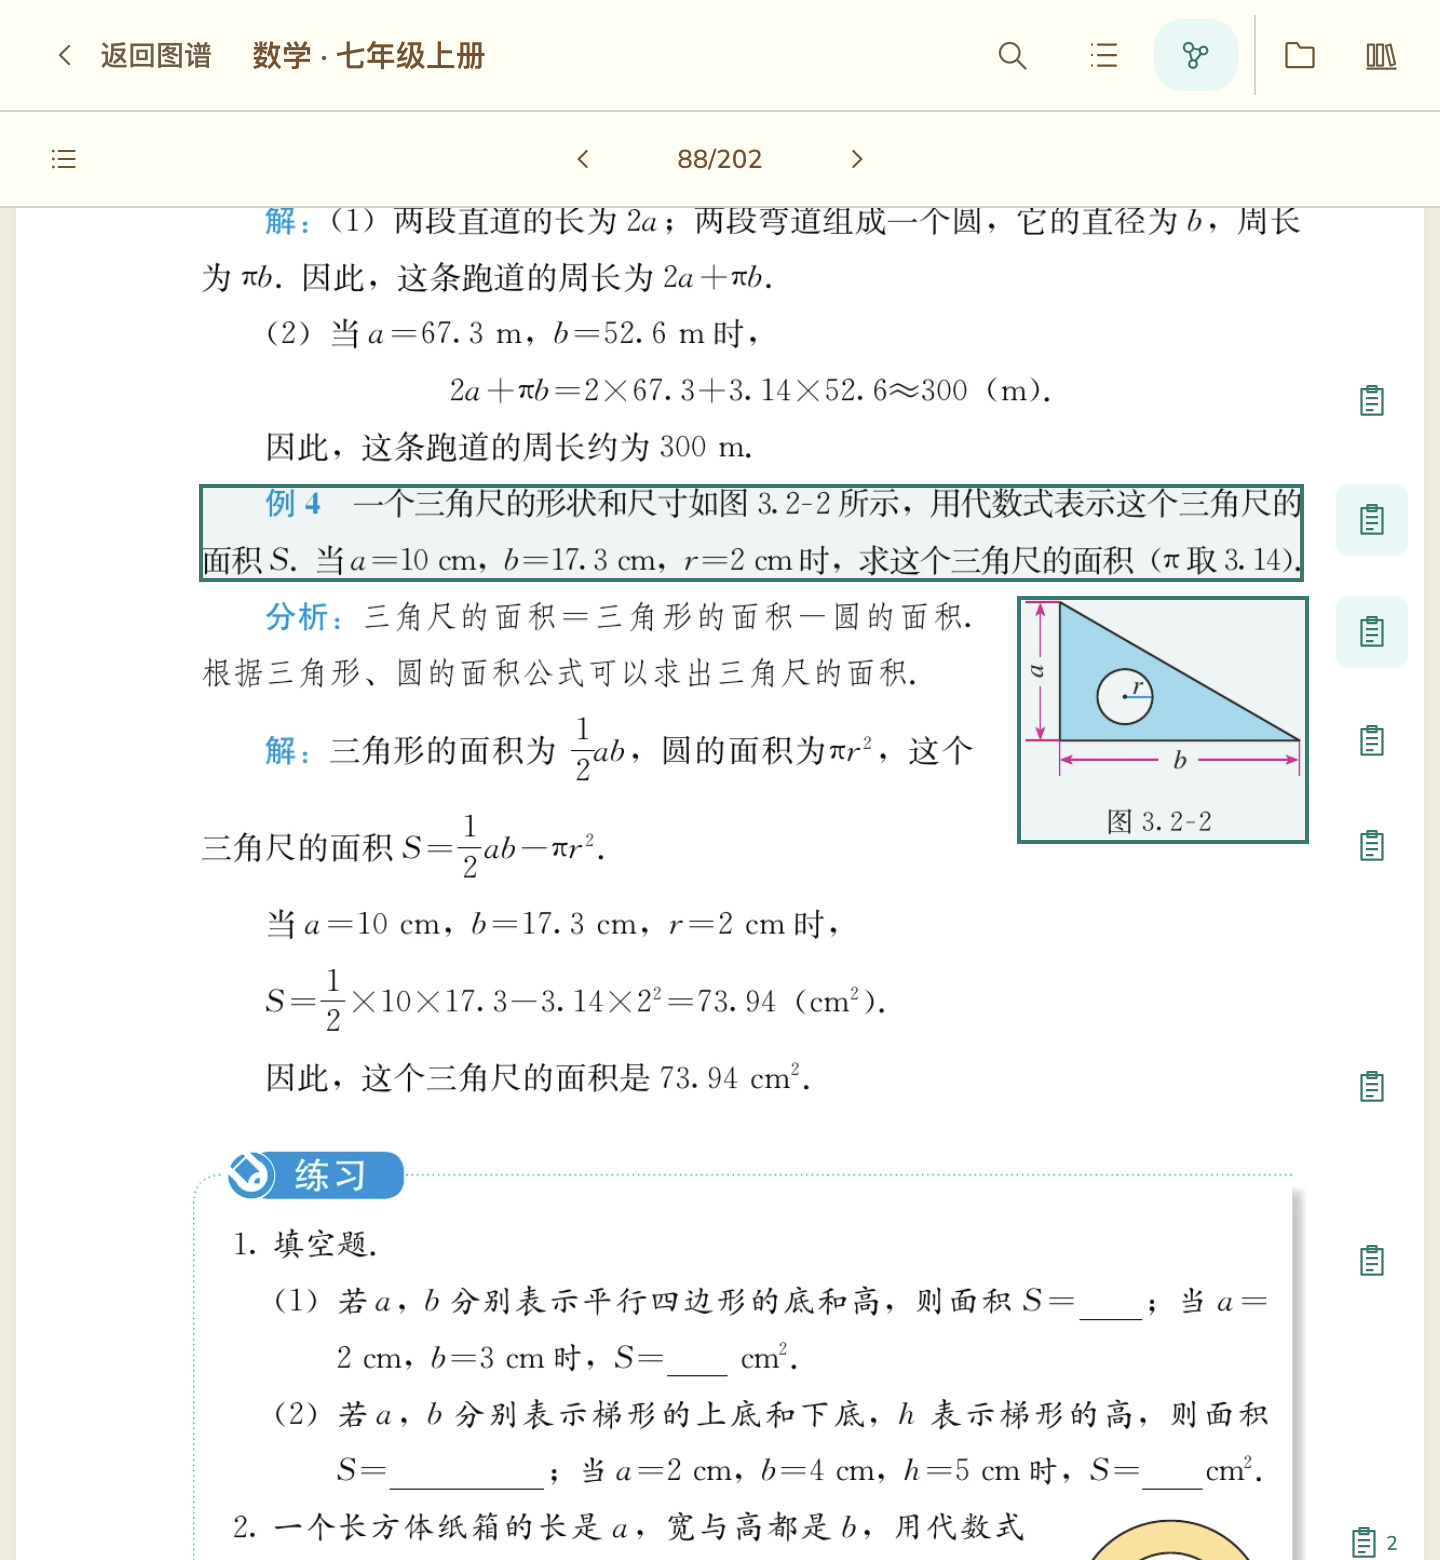 返回图谱 数学 · 七年级上册
88/202
解：（1）两段直道的长为 2a；两段弯道组成一个圆，它的直径为 b，周长
为 πb．因此，这条跑道的周长为 2a＋πb．
（2）当 a＝67.3 m，b＝52.6 m 时，
2a＋πb＝2×67.3＋3.14×52.6≈300（m）．
因此，这条跑道的周长约为 300 m．
例 4 一个三角尺的形状和尺寸如图 3.2-2 所示，用代数式表示这个三角尺的
面积 S．当 a＝10 cm，b＝17.3 cm，r＝2 cm 时，求这个三角尺的面积（π 取 3.14）．
分析：三角尺的面积＝三角形的面积－圆的面积．
根据三角形、圆的面积公式可以求出三角尺的面积．
a
r
b
图 3.2-2
解：三角形的面积为 1/2 ab，圆的面积为πr²，这个
三角尺的面积 S＝1/2 ab－πr²．
当 a＝10 cm，b＝17.3 cm，r＝2 cm 时，
S＝1/2×10×17.3－3.14×2²＝73.94（cm²）．
因此，这个三角尺的面积是 73.94 cm²．
练习
1. 填空题．
（1）若 a，b 分别表示平行四边形的底和高，则面积 S＝____；当 a＝
2 cm，b＝3 cm 时，S＝____ cm²．
（2）若 a，b 分别表示梯形的上底和下底，h 表示梯形的高，则面积
S＝__________；当 a＝2 cm，b＝4 cm，h＝5 cm 时，S＝____cm²．
2. 一个长方体纸箱的长是 a，宽与高都是 b，用代数式
2